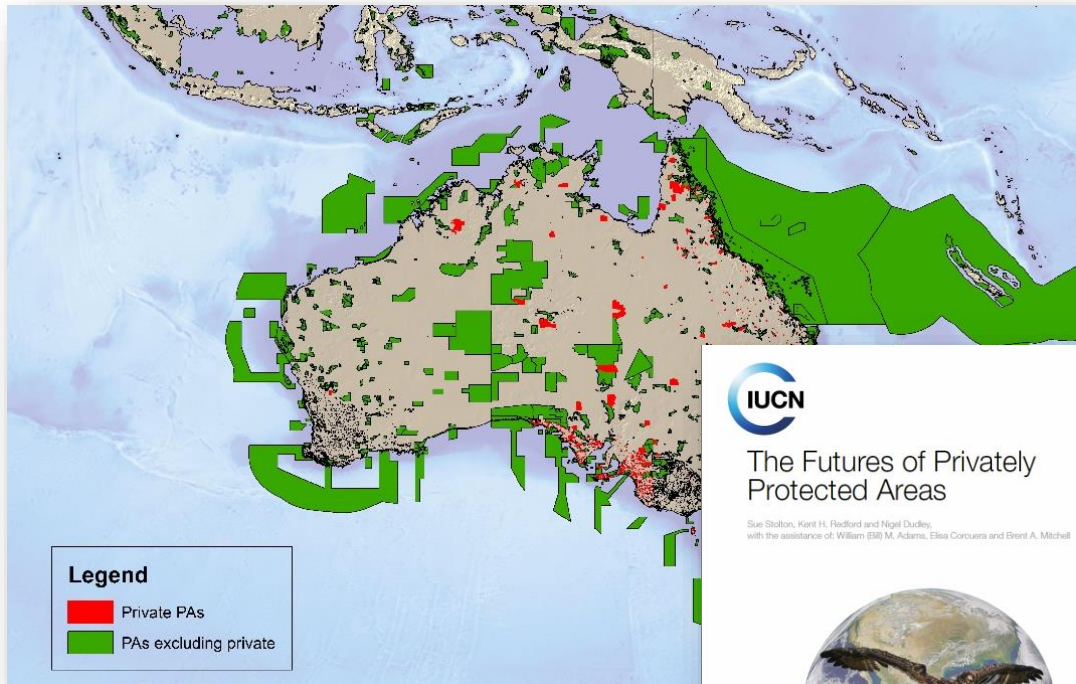 IUCN
The Futures of Privately
Protected Areas
Sue Stolton, Kent H. Redford and Nigel Dudley,
with the assistance of: William (Bill) M. Adams, Elisa Corcuera and Brent A. Mitchell
Legend
Private PAs
PAs excluding private